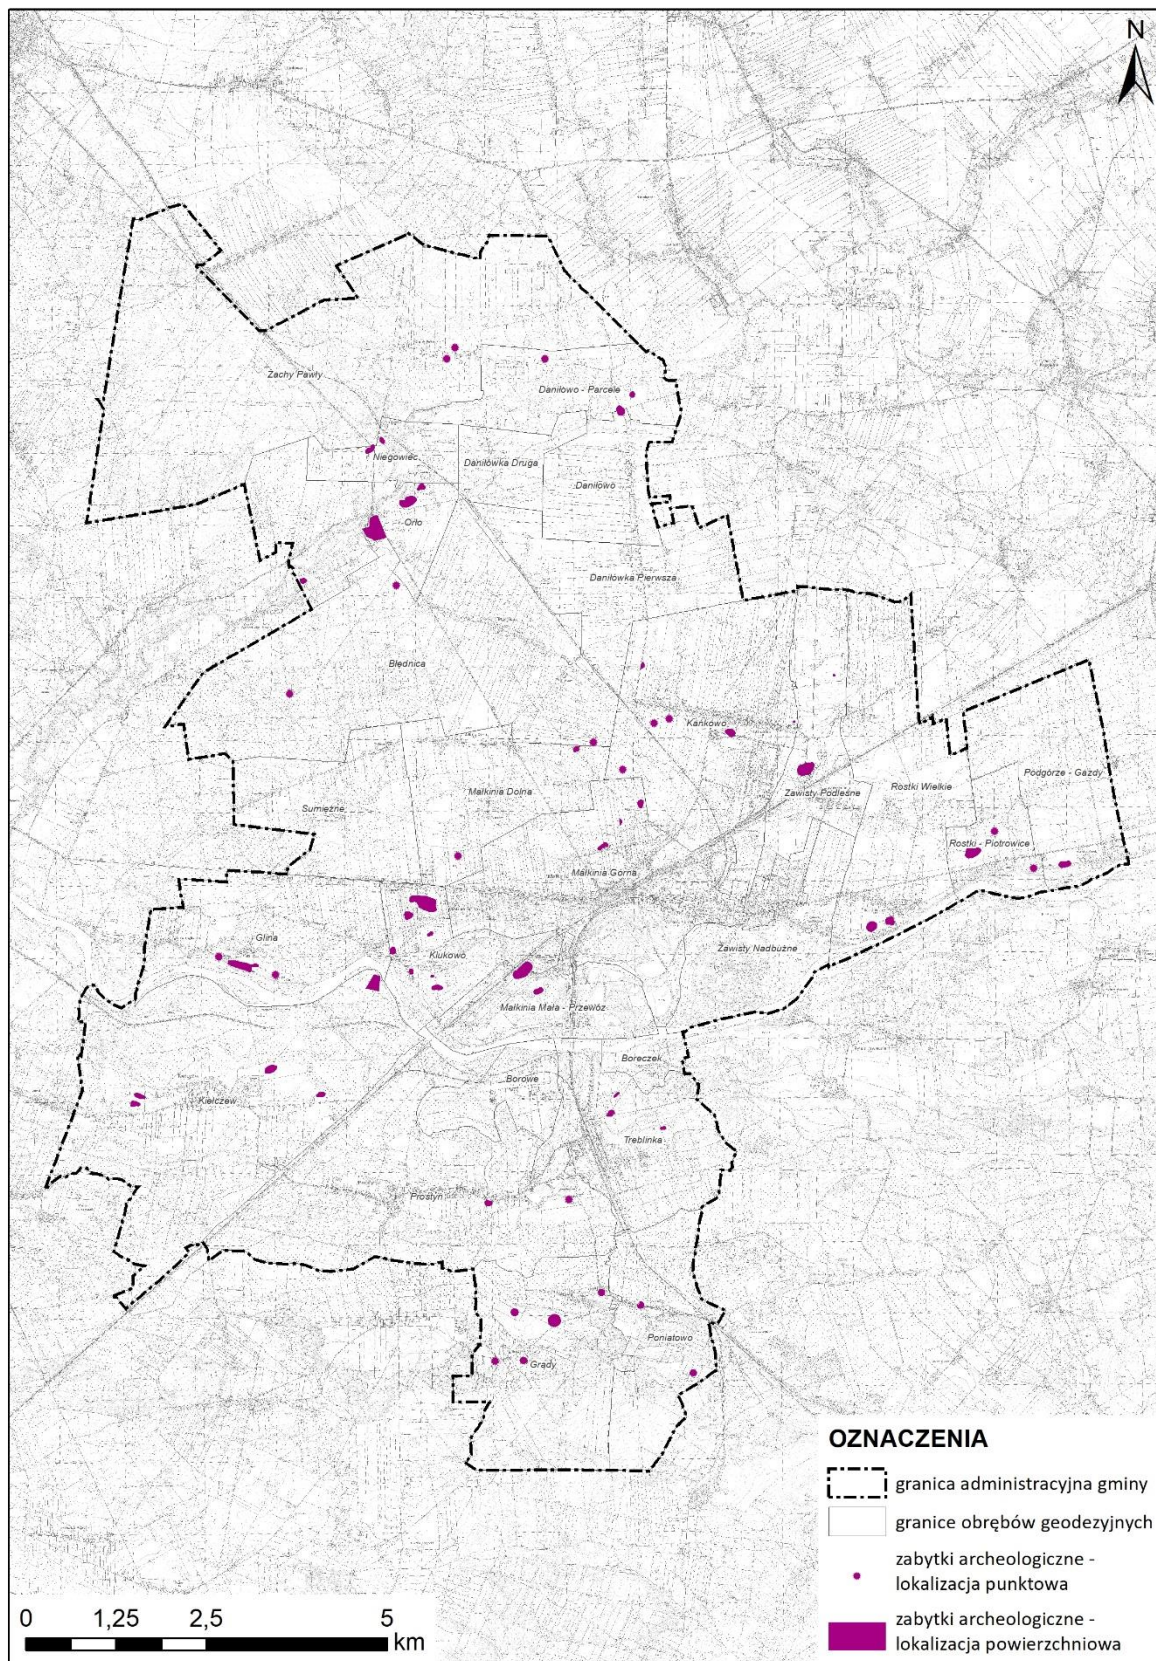 N
Żachy Pawły
Daniłowo - Parcele
Niegowiec
Daniłówka Druga
Daniłowo
Orło
Daniłówka Pierwsza
Błędnica
Kańkowo
Małkinia Dolna
Zawisty Podleśne
Rostki Wielkie
Podgórze - Gazdy
Sumiężne
Rostki - Piotrowice
Małkinia Górna
Glina
Klukowo
Zawisty Nadbużne
Małkinia Mała - Przewóz
Boreczek
Borowe
Kiełczew
Treblinka
Prostyń
Poniatowo
Grądy
OZNACZENIA
granica administracyjna gminy
granice obrębów geodezyjnych
zabytki archeologiczne -
lokalizacja punktowa
zabytki archeologiczne -
lokalizacja powierzchniowa
0 1,25 2,5 5
km